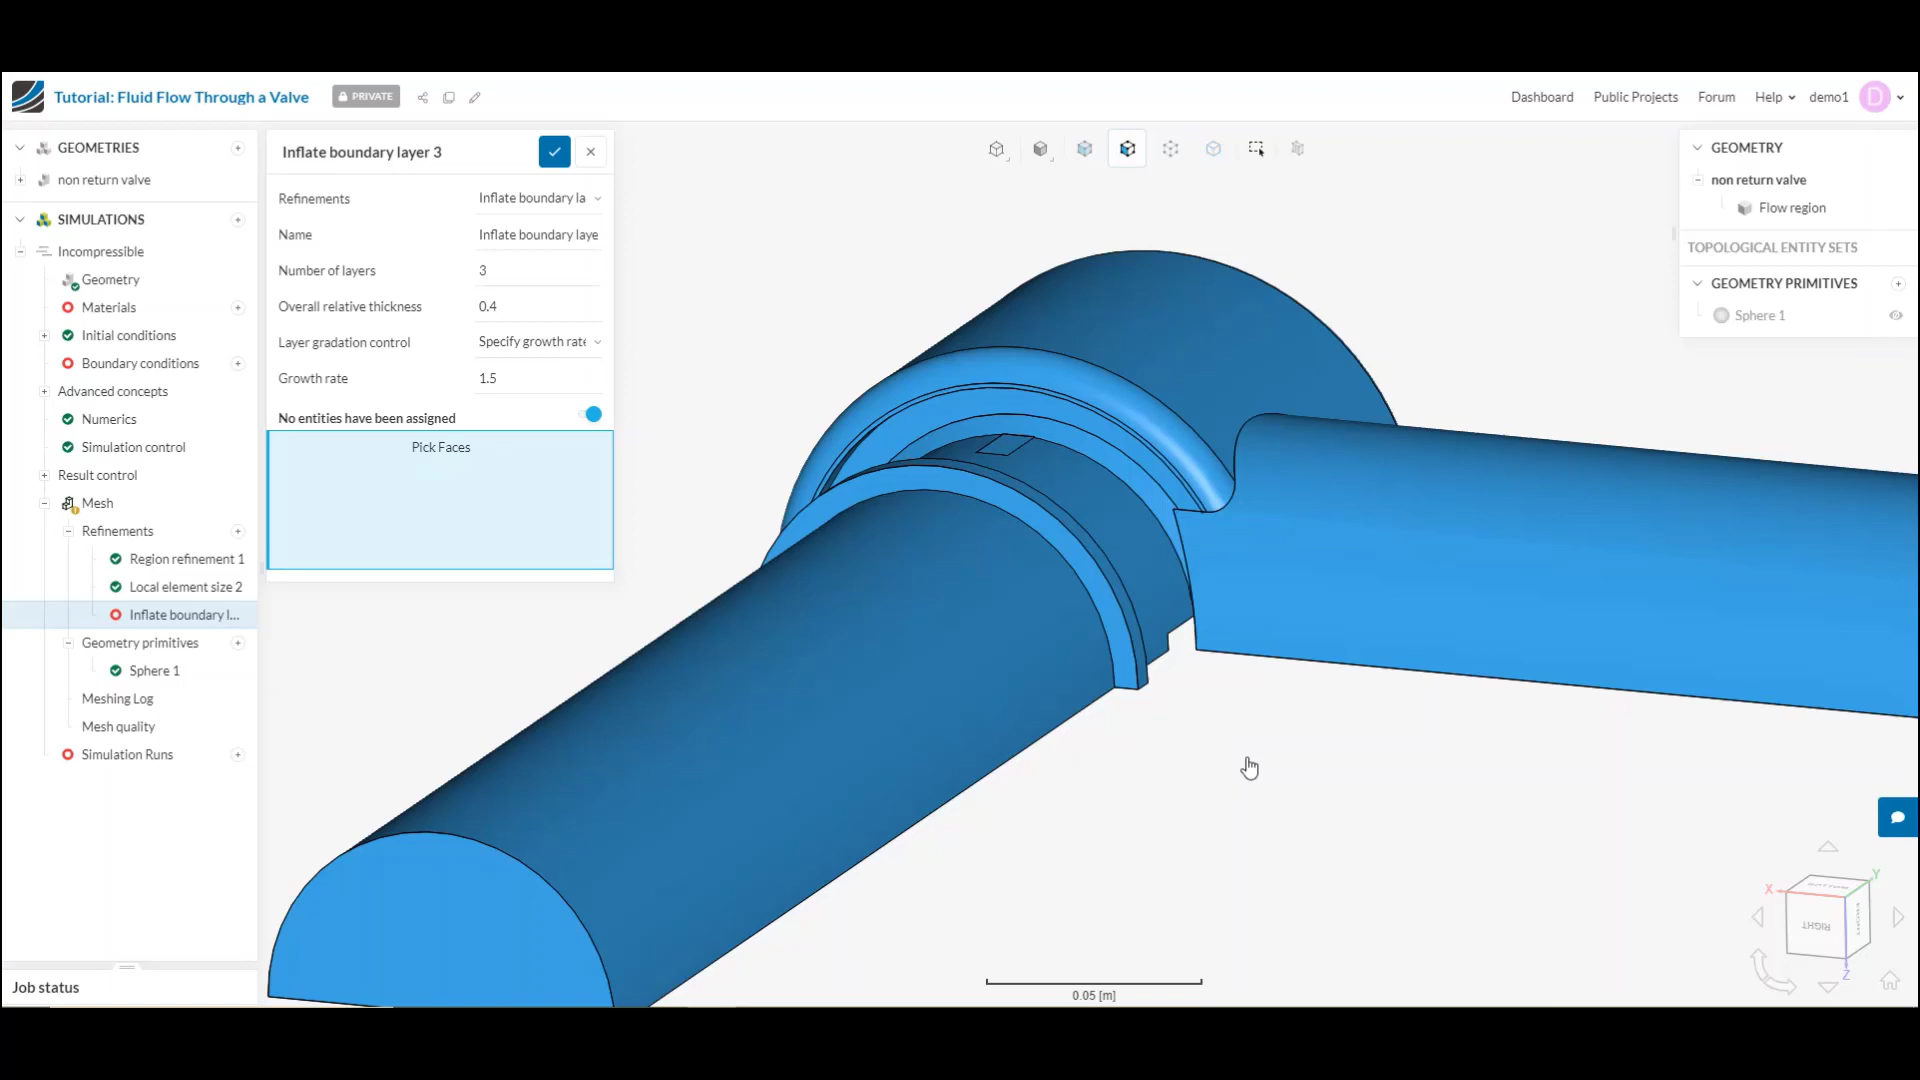 Tutorial: Fluid Flow Through a Valve
PRIVATE
Dashboard
Public Projects
Forum
Help
demo1
D
GEOMETRIES
non return valve
SIMULATIONS
Incompressible
Geometry
Materials
Initial conditions
Boundary conditions
Advanced concepts
Numerics
Simulation control
Result control
Mesh
Refinements
Region refinement 1
Local element size 2
Inflate boundary l...
Geometry primitives
Sphere 1
Meshing Log
Mesh quality
Simulation Runs
Job status
Inflate boundary layer 3
Refinements Inflate boundary la
Name Inflate boundary laye
Number of layers 3
Overall relative thickness 0.4
Layer gradation control Specify growth rate
Growth rate 1.5
No entities have been assigned
Pick Faces
GEOMETRY
non return valve
Flow region
TOPOLOGICAL ENTITY SETS
GEOMETRY PRIMITIVES
Sphere 1
0.05 [m]
X
Y
BOTTOM
RIGHT
FRONT
Z